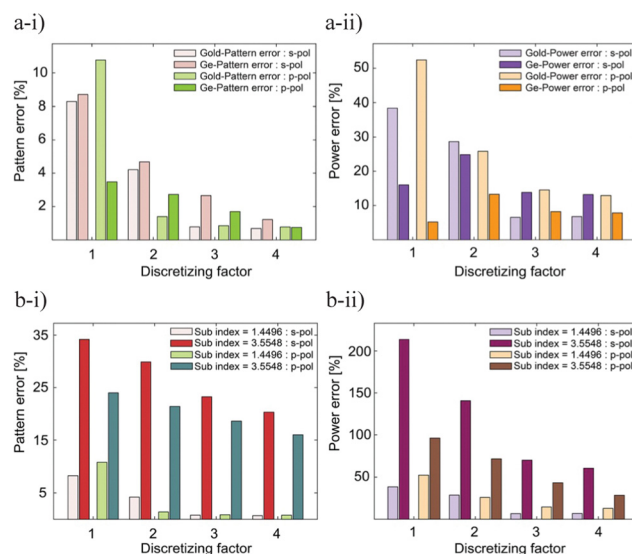 a-i)
Gold-Pattern error : s-pol
Ge-Pattern error : s-pol
Gold-Pattern error : p-pol
Ge-Pattern error : p-pol
Pattern error [%]
10
8
6
4
2
1 2 3 4
Discretizing factor
a-ii)
Gold-Power error : s-pol
Ge-Power error : s-pol
Gold-Power error : p-pol
Ge-Power error : p-pol
Power error [%]
50
40
30
20
10
1 2 3 4
Discretizing factor
b-i)
Sub index = 1.4496 : s-pol
Sub index = 3.5548 : s-pol
Sub index = 1.4496 : p-pol
Sub index = 3.5548 : p-pol
Pattern error [%]
35
25
15
5
1 2 3 4
Discretizing factor
b-ii)
Sub index = 1.4496 : s-pol
Sub index = 3.5548 : s-pol
Sub index = 1.4496 : p-pol
Sub index = 3.5548 : p-pol
Power error [%]
200
150
100
50
1 2 3 4
Discretizing factor